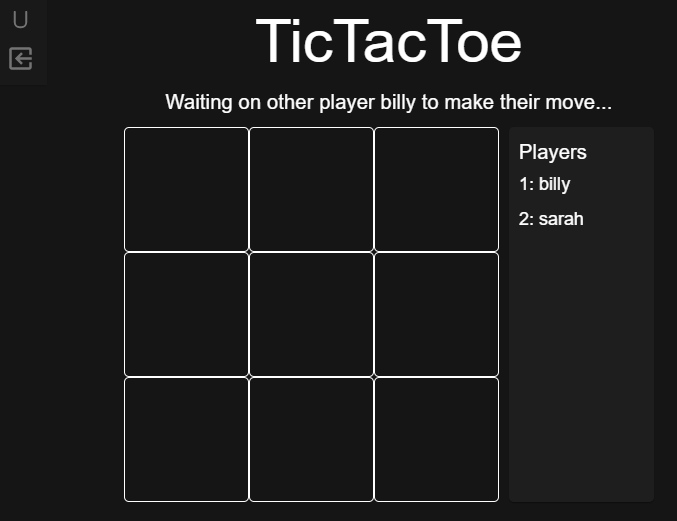 U
TicTacToe
Waiting on other player billy to make their move...
Players
1: billy
2: sarah